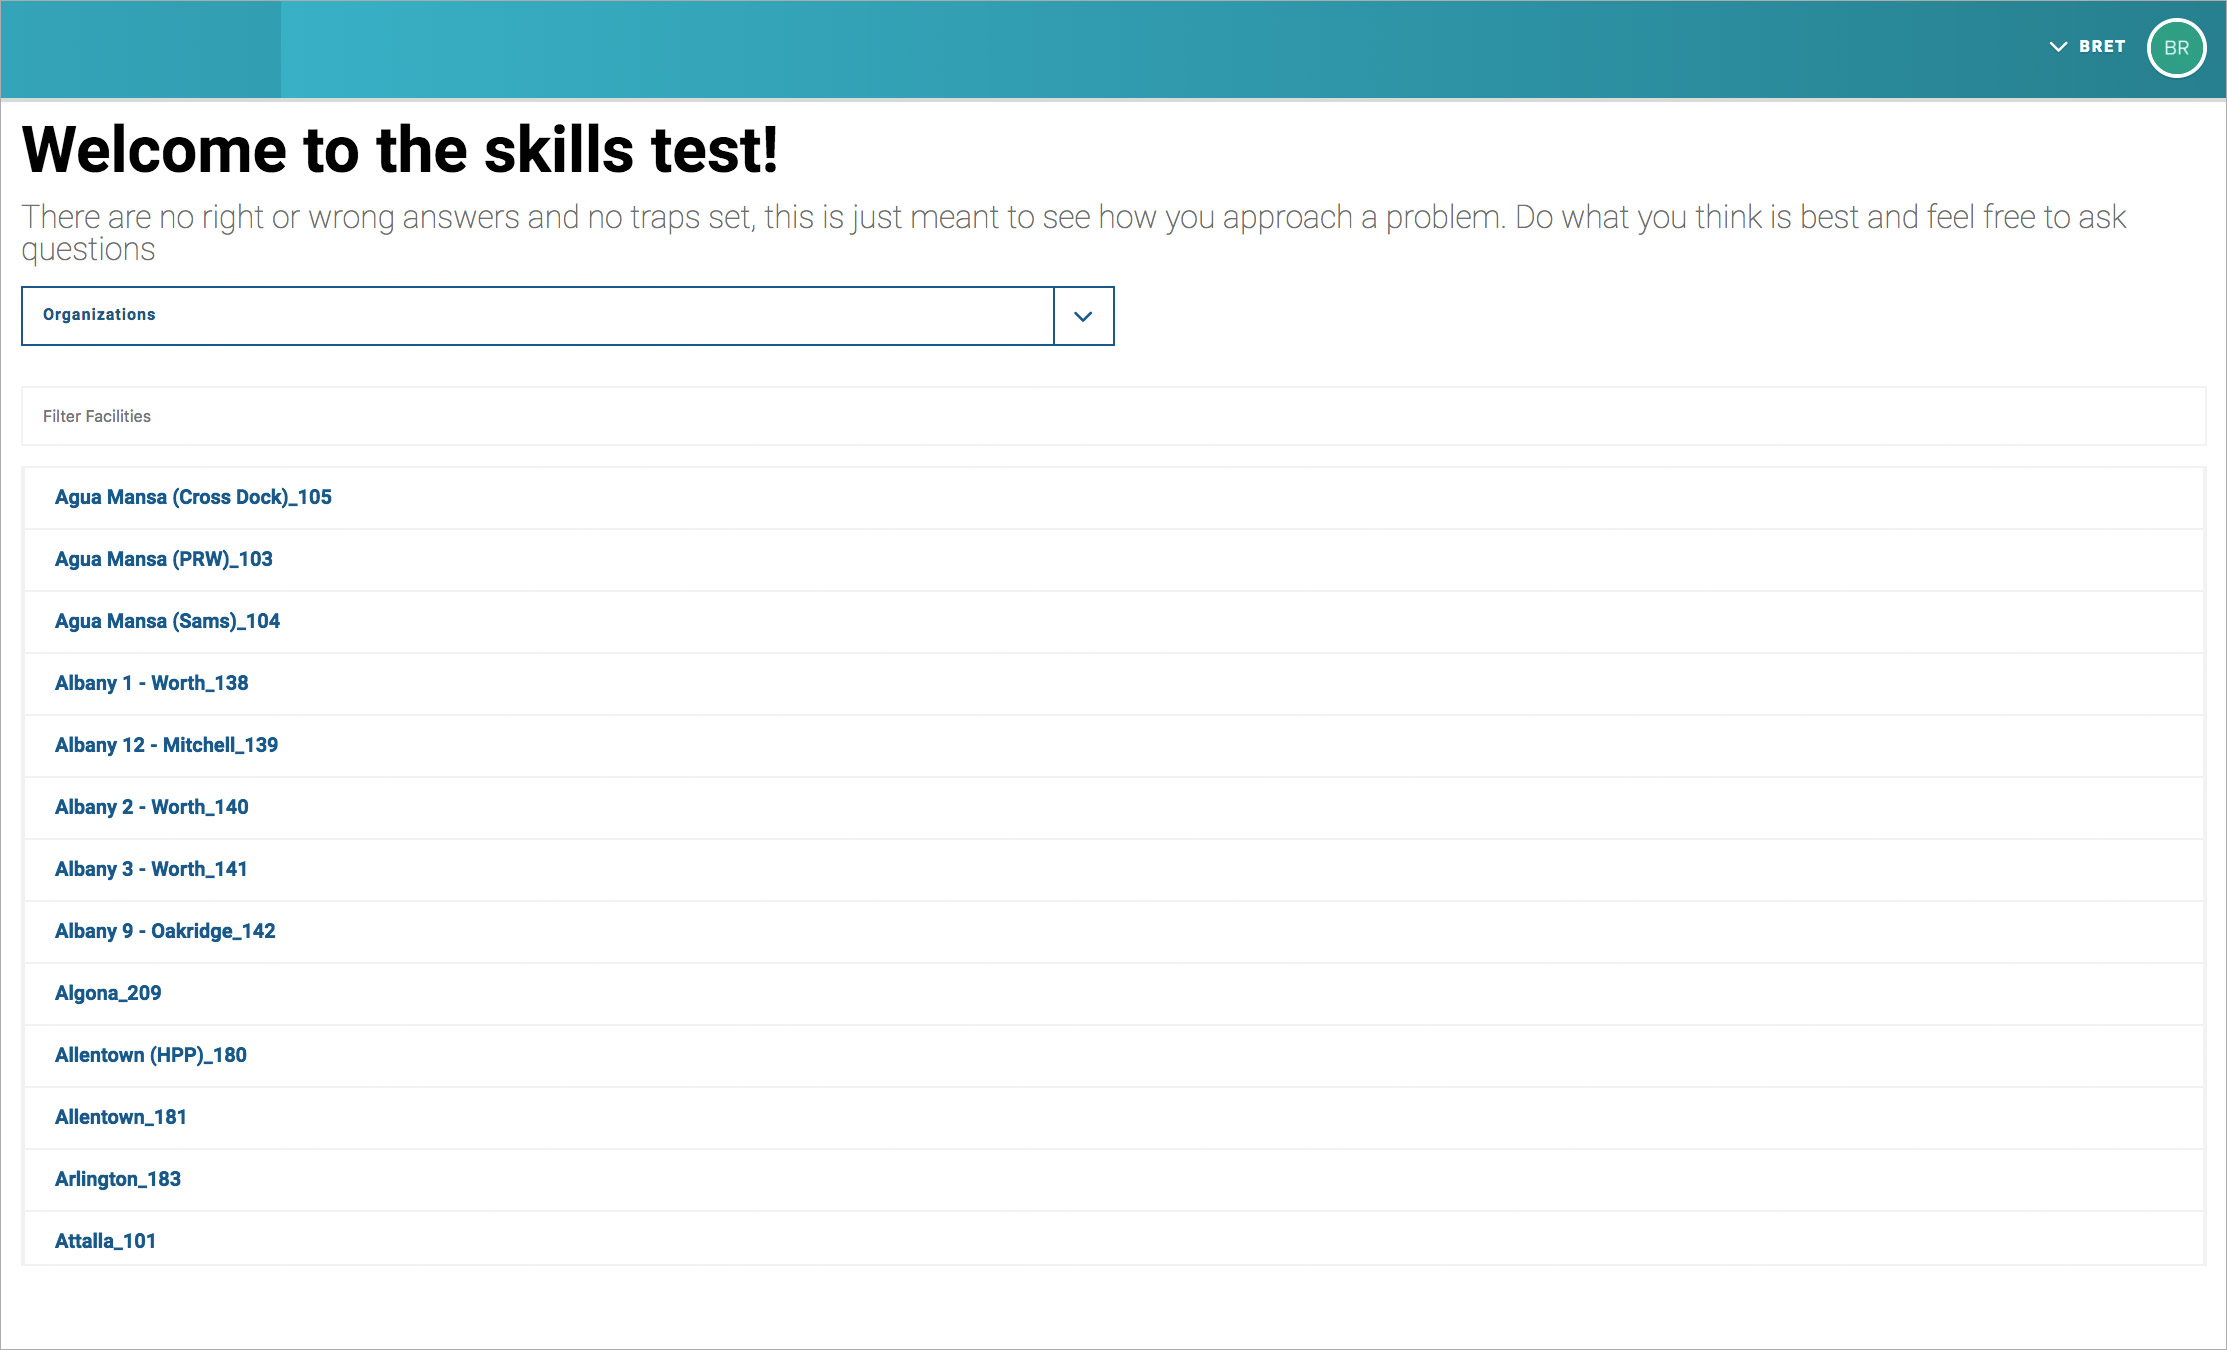 BRET
BR
Welcome to the skills test!
There are no right or wrong answers and no traps set, this is just meant to see how you approach a problem. Do what you think is best and feel free to ask
questions
Organizations
Filter Facilities
Agua Mansa (Cross Dock)_105
Agua Mansa (PRW)_103
Agua Mansa (Sams)_104
Albany 1 - Worth_138
Albany 12 - Mitchell_139
Albany 2 - Worth_140
Albany 3 - Worth_141
Albany 9 - Oakridge_142
Algona_209
Allentown (HPP)_180
Allentown_181
Arlington_183
Attalla_101